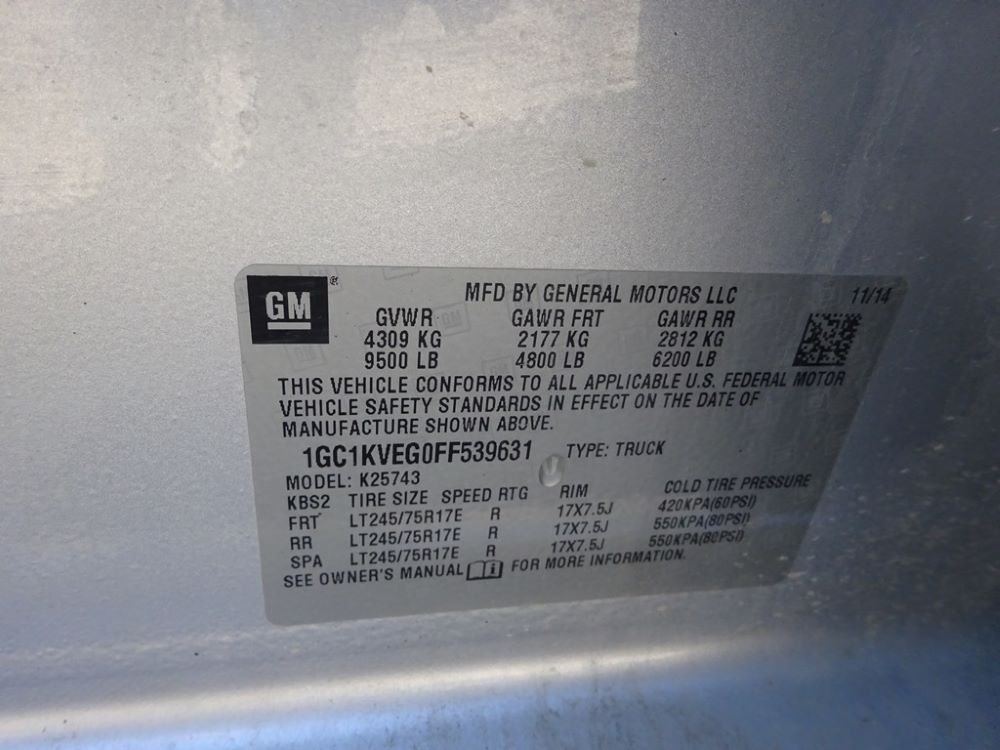 GM
MFD BY GENERAL MOTORS LLC 11/14
GVWR GAWR FRT GAWR RR
4309 KG 2177 KG 2812 KG
9500 LB 4800 LB 6200 LB
THIS VEHICLE CONFORMS TO ALL APPLICABLE U.S. FEDERAL MOTOR
VEHICLE SAFETY STANDARDS IN EFFECT ON THE DATE OF
MANUFACTURE SHOWN ABOVE.
1GC1KVEG0FF539631 TYPE: TRUCK
MODEL: K25743
KBS2 TIRE SIZE SPEED RTG RIM COLD TIRE PRESSURE
FRT LT245/75R17E R 17X7.5J 420KPA(60PSI)
RR LT245/75R17E R 17X7.5J 550KPA(80PSI)
SPA LT245/75R17E R 17X7.5J 550KPA(80PSI)
SEE OWNER'S MANUAL FOR MORE INFORMATION.